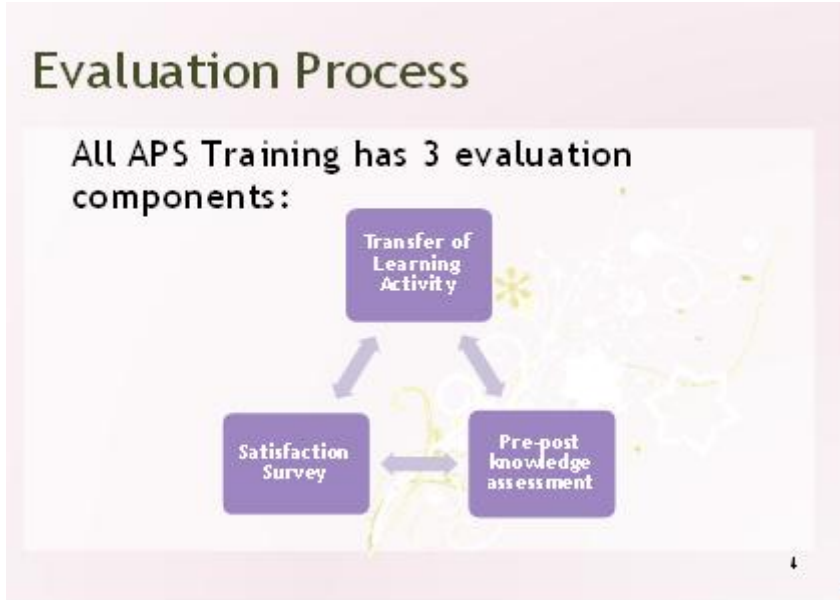 Evaluation Process
All APS Training has 3 evaluation
components:
Transfer of
Learning
Activity
Satisfaction
Survey
Pre-post
knowledge
assessment
4